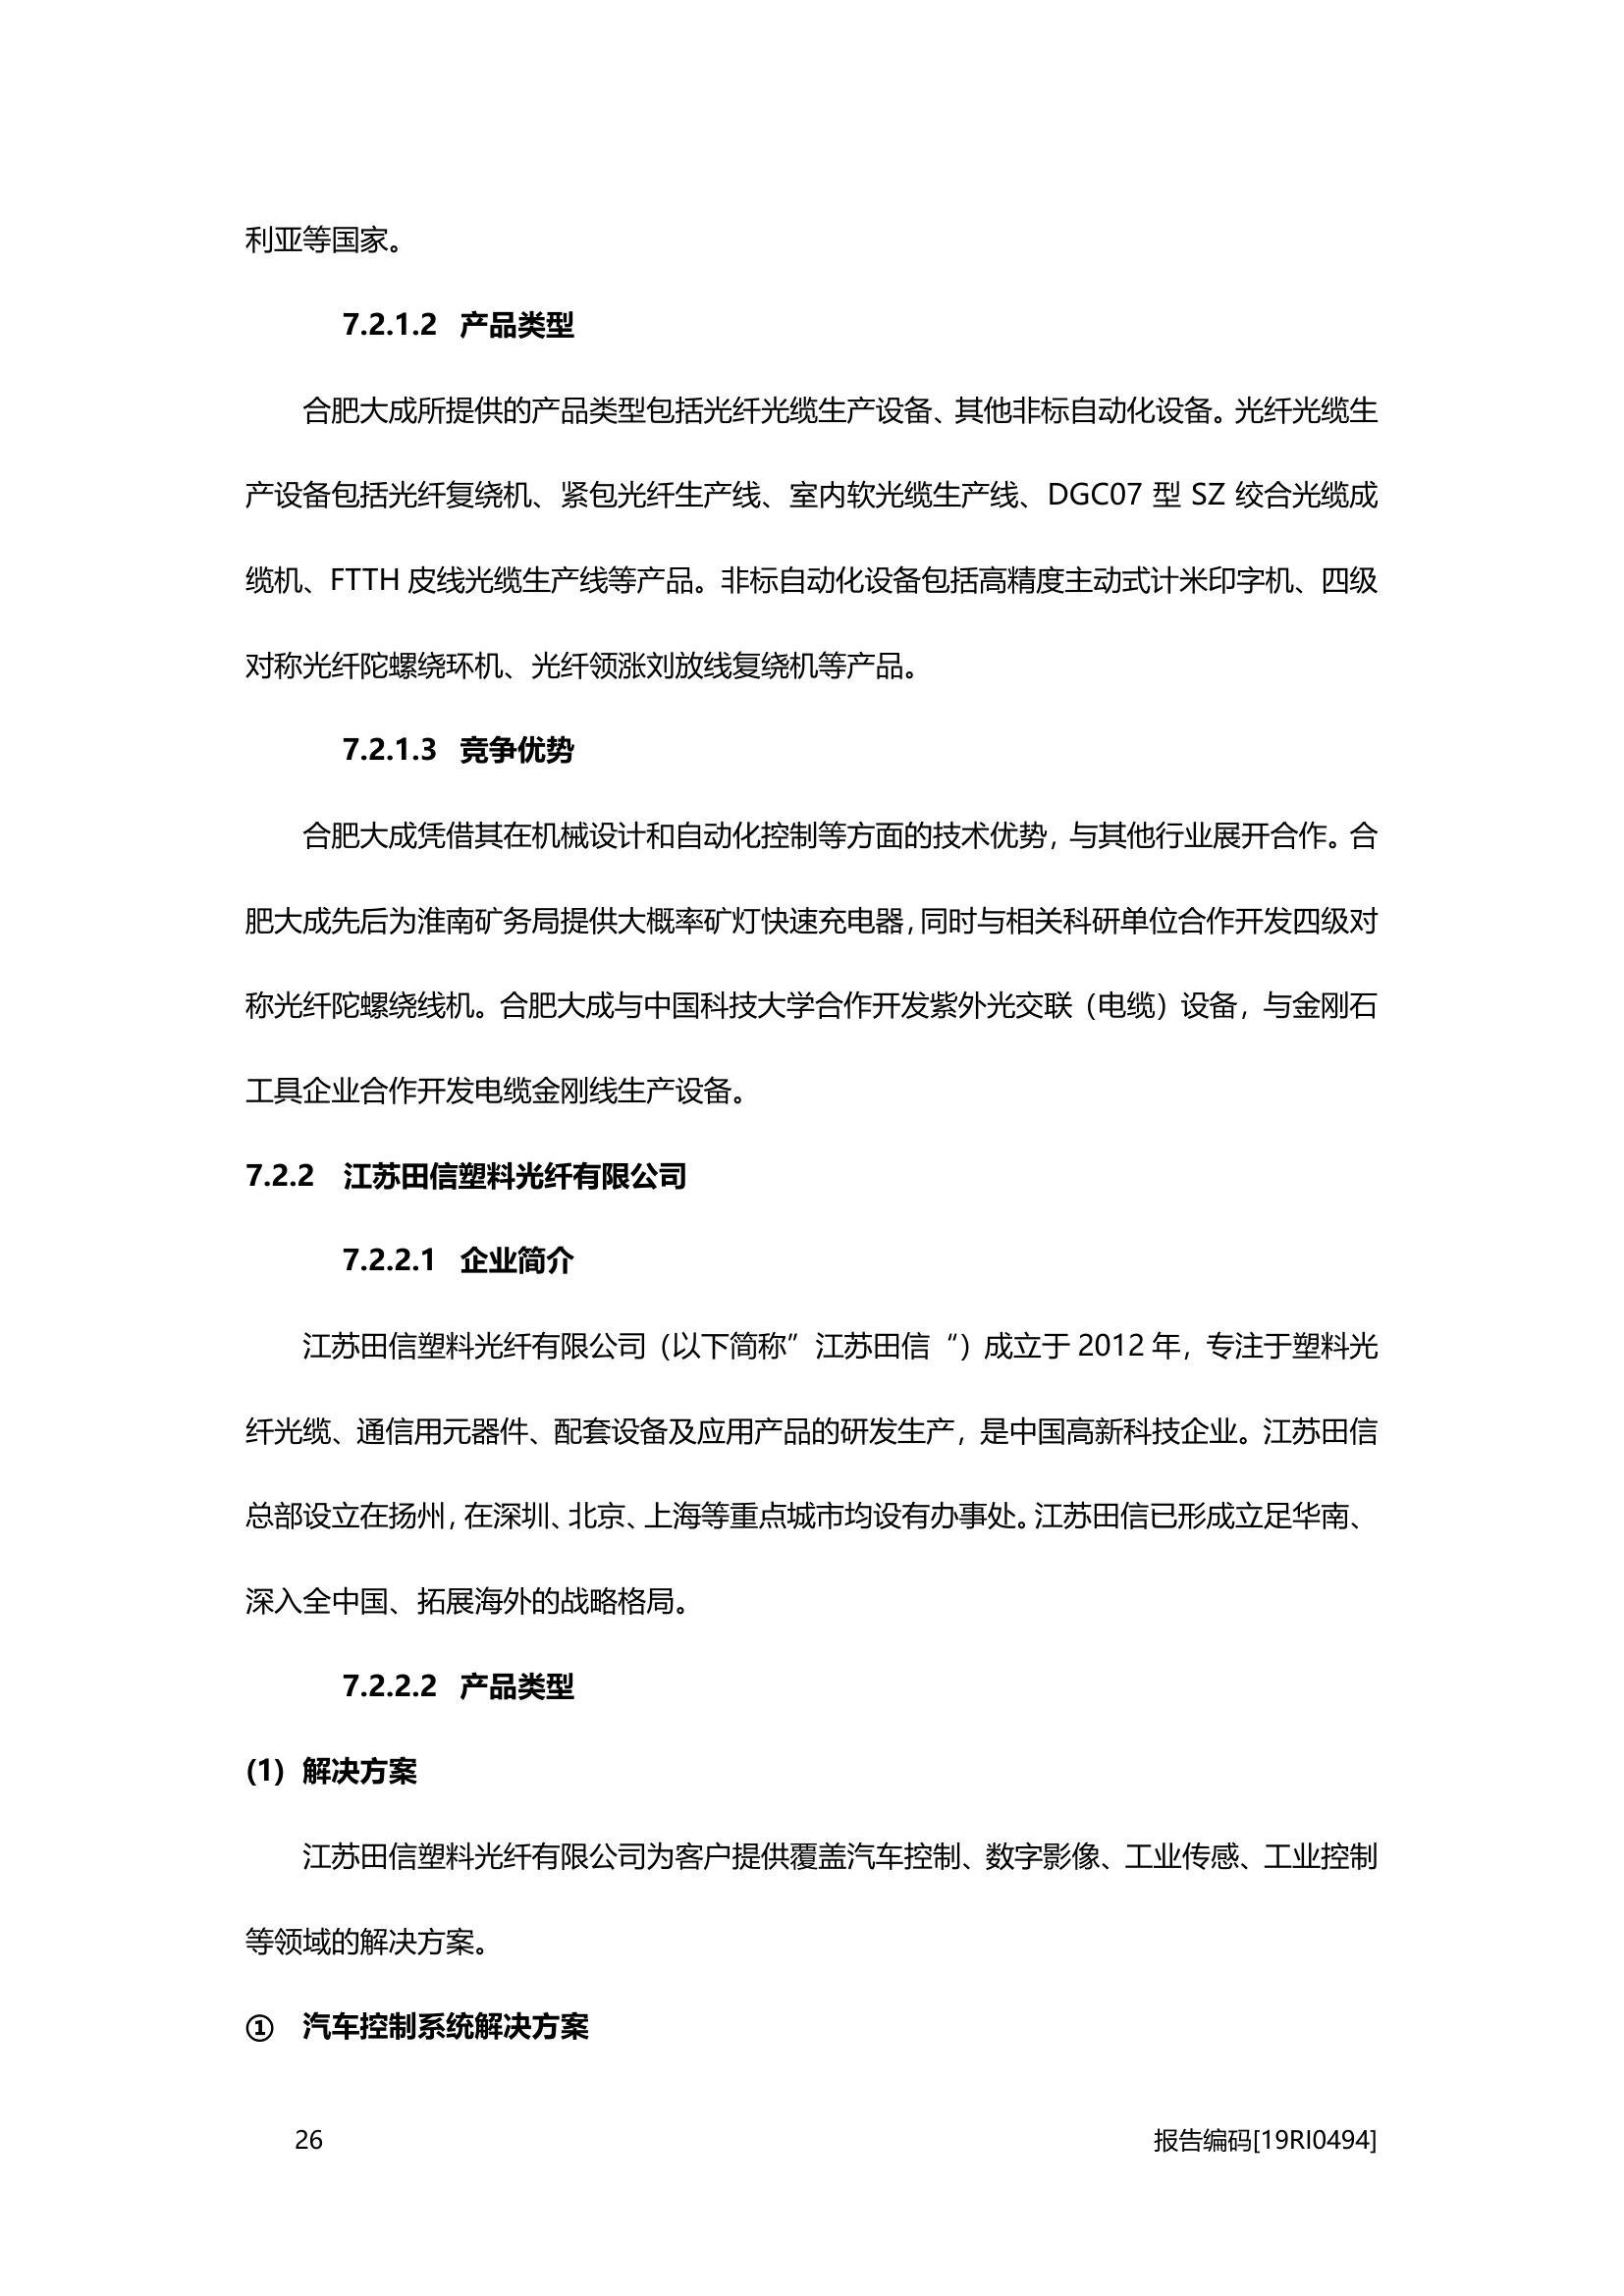 利亚等国家。
7.2.1.2 产品类型
合肥大成所提供的产品类型包括光纤光缆生产设备、其他非标自动化设备。光纤光缆生
产设备包括光纤复绕机、紧包光纤生产线、室内软光缆生产线、DGC07 型 SZ 绞合光缆成
缆机、FTTH 皮线光缆生产线等产品。非标自动化设备包括高精度主动式计米印字机、四级
对称光纤陀螺绕环机、光纤领涨刘放线复绕机等产品。
7.2.1.3 竞争优势
合肥大成凭借其在机械设计和自动化控制等方面的技术优势，与其他行业展开合作。合
肥大成先后为淮南矿务局提供大概率矿灯快速充电器，同时与相关科研单位合作开发四级对
称光纤陀螺绕线机。合肥大成与中国科技大学合作开发紫外光交联（电缆）设备，与金刚石
工具企业合作开发电缆金刚线生产设备。
7.2.2 江苏田信塑料光纤有限公司
7.2.2.1 企业简介
江苏田信塑料光纤有限公司（以下简称”江苏田信“）成立于 2012 年，专注于塑料光
纤光缆、通信用元器件、配套设备及应用产品的研发生产，是中国高新科技企业。江苏田信
总部设立在扬州，在深圳、北京、上海等重点城市均设有办事处。江苏田信已形成立足华南、
深入全中国、拓展海外的战略格局。
7.2.2.2 产品类型
(1) 解决方案
江苏田信塑料光纤有限公司为客户提供覆盖汽车控制、数字影像、工业传感、工业控制
等领域的解决方案。
① 汽车控制系统解决方案
26 报告编码[19RI0494]